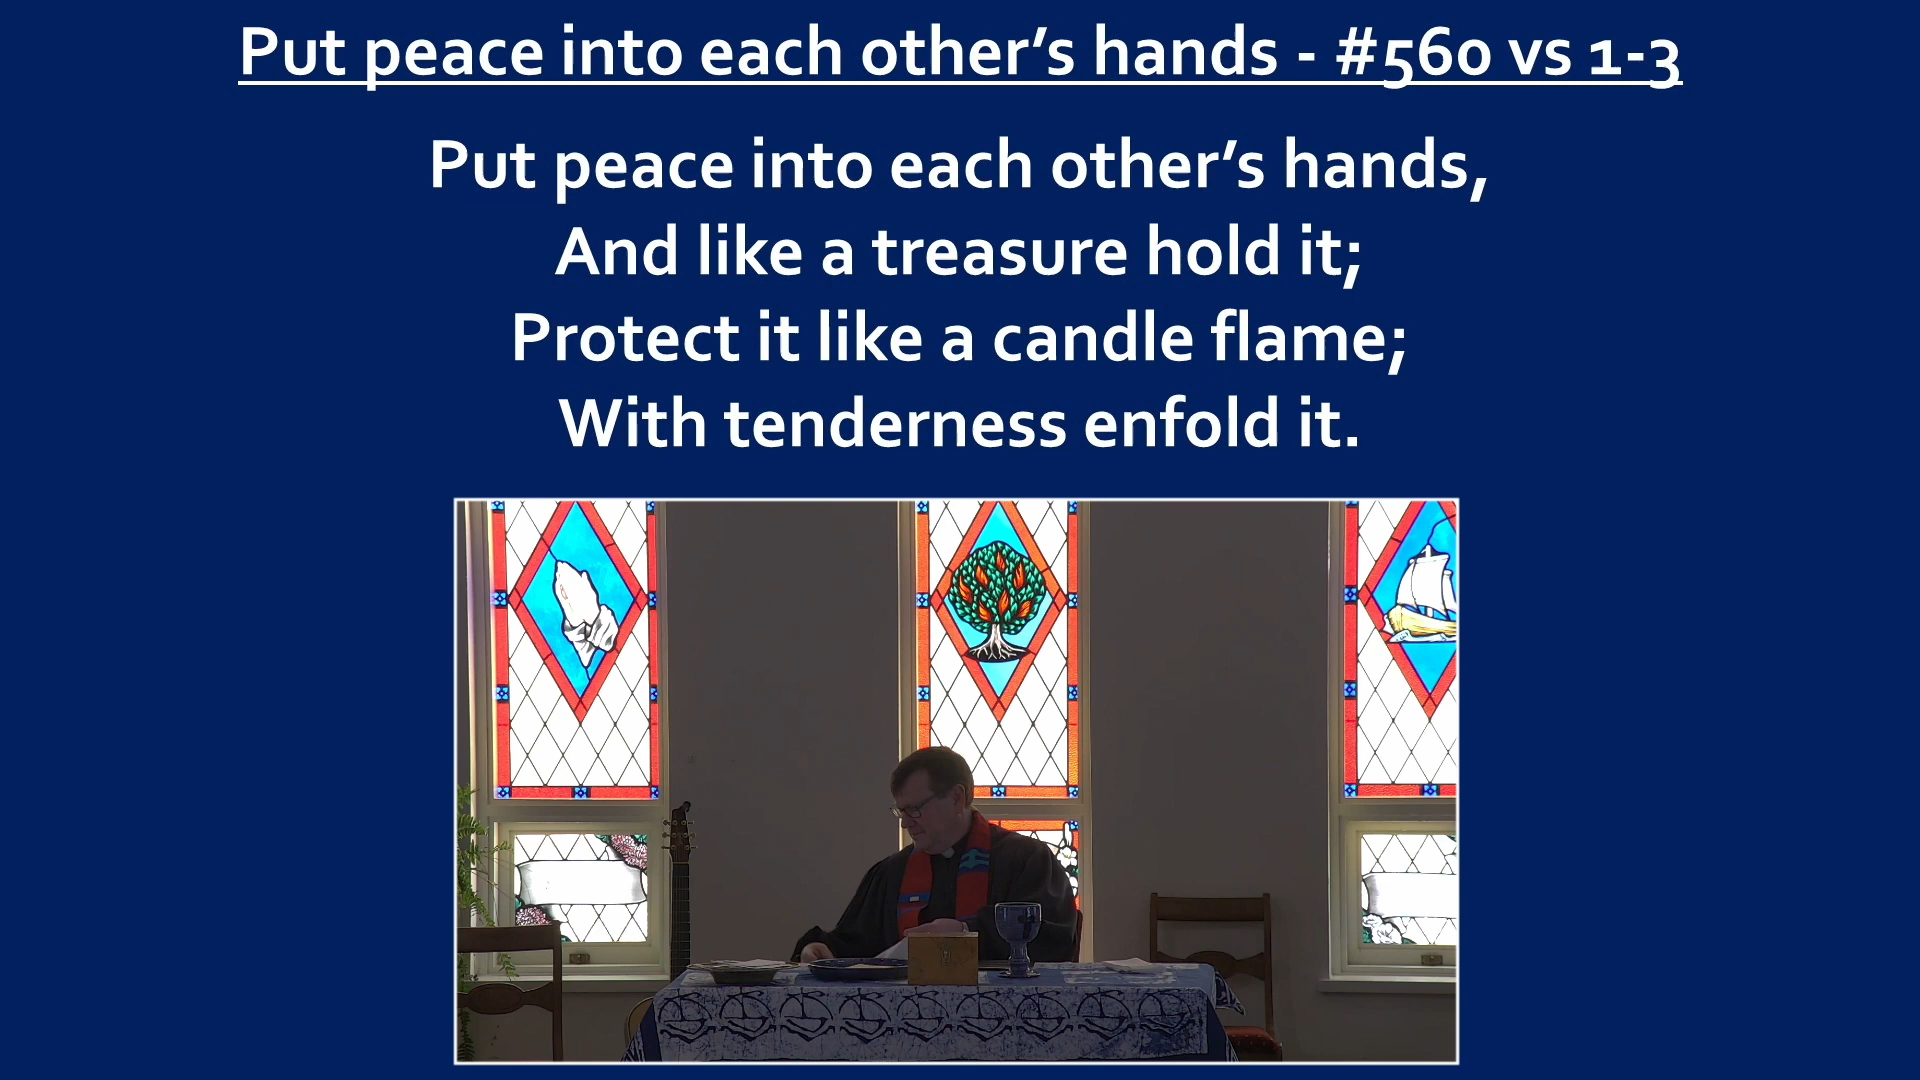 Put peace into each other’s hands - #560 vs 1-3
Put peace into each other’s hands,
And like a treasure hold it;
Protect it like a candle flame;
With tenderness enfold it.